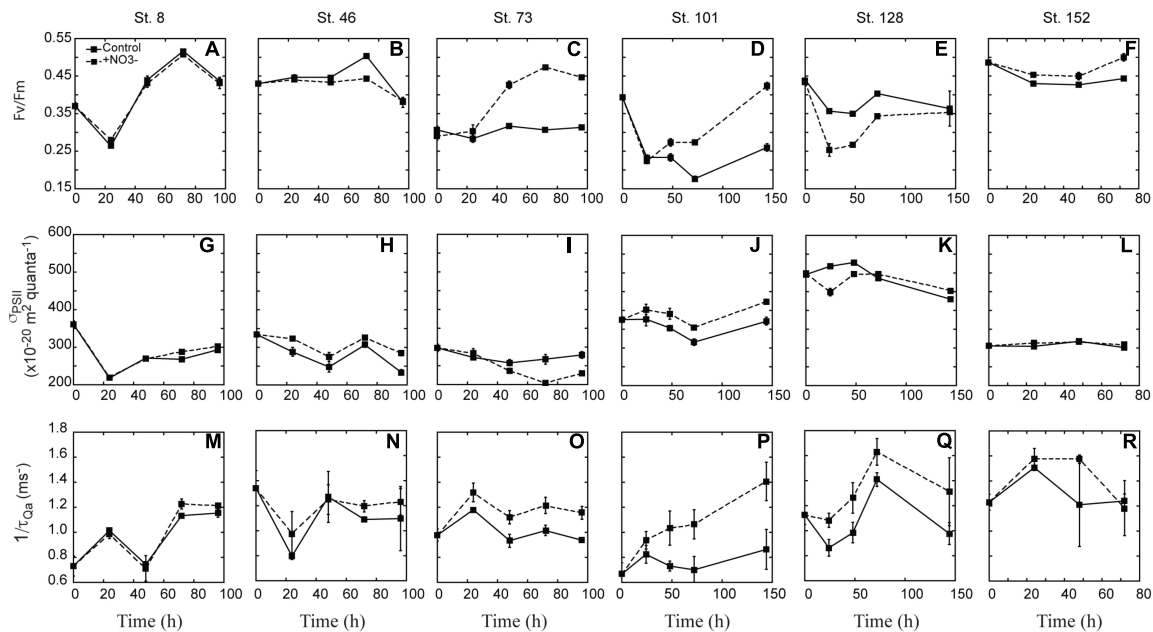 St. 8 St. 46 St. 73 St. 101 St. 128 St. 152
0.55 0.45 0.35 0.25 0.15
Fv/Fm
Control
+NO3-
A B C D E F
0 20 40 60 80 100 0 20 40 60 80 100 0 20 40 60 80 100 0 50 100 150 0 50 100 150 0 20 40 60 80
600 500 400 300 200
σPSII
(x10-20 m2 quanta-1)
G H I J K L
0 20 40 60 80 100 0 20 40 60 80 100 0 20 40 60 80 100 0 50 100 150 0 50 100 150 0 20 40 60 80
1.8 1.6 1.4 1.2 1.0 0.8 0.6
1/τQa (ms-)
M N O P Q R
0 20 40 60 80 100 0 20 40 60 80 100 0 20 40 60 80 100 0 50 100 150 0 50 100 150 0 20 40 60 80
Time (h) Time (h) Time (h) Time (h) Time (h) Time (h)